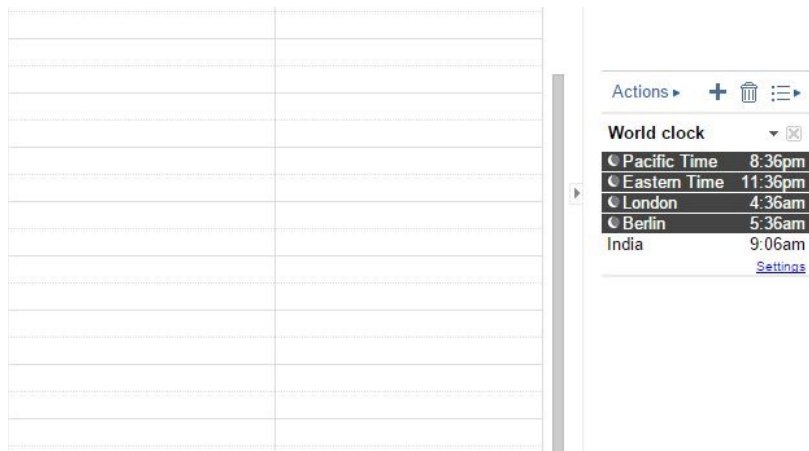 Actions
World clock
Pacific Time 8:36pm
Eastern Time 11:36pm
London 4:36am
Berlin 5:36am
India 9:06am
Settings